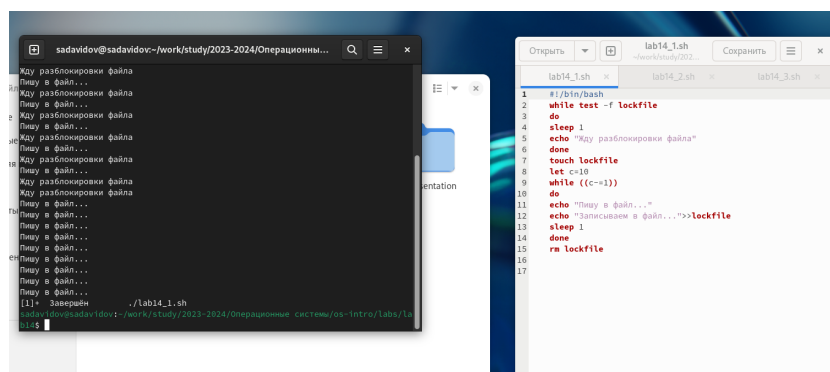 sadavidov@sadavidov:~/work/study/2023-2024/Операционны...
Жду разблокировки файла
Пишу в файл...
Жду разблокировки файла
Пишу в файл...
Жду разблокировки файла
Пишу в файл...
Жду разблокировки файла
Пишу в файл...
Жду разблокировки файла
Пишу в файл...
Жду разблокировки файла
Жду разблокировки файла
Пишу в файл...
Пишу в файл...
Пишу в файл...
Пишу в файл...
Пишу в файл...
Пишу в файл...
Пишу в файл...
Пишу в файл...
Пишу в файл...
[1]+ Завершён ./lab14_1.sh
sadavidov@sadavidov:~/work/study/2023-2024/Операционные системы/os-intro/labs/la
b14$
entation
Открыть
lab14_1.sh
~/work/study/202...
Сохранить
lab14_1.sh
lab14_2.sh
lab14_3.sh
1 #!/bin/bash
2 while test -f lockfile
3 do
4 sleep 1
5 echo "Жду разблокировки файла"
6 done
7 touch lockfile
8 let c=10
9 while ((c-=1))
10 do
11 echo "Пишу в файл..."
12 echo "Записываем в файл...">>lockfile
13 sleep 1
14 done
15 rm lockfile
16
17